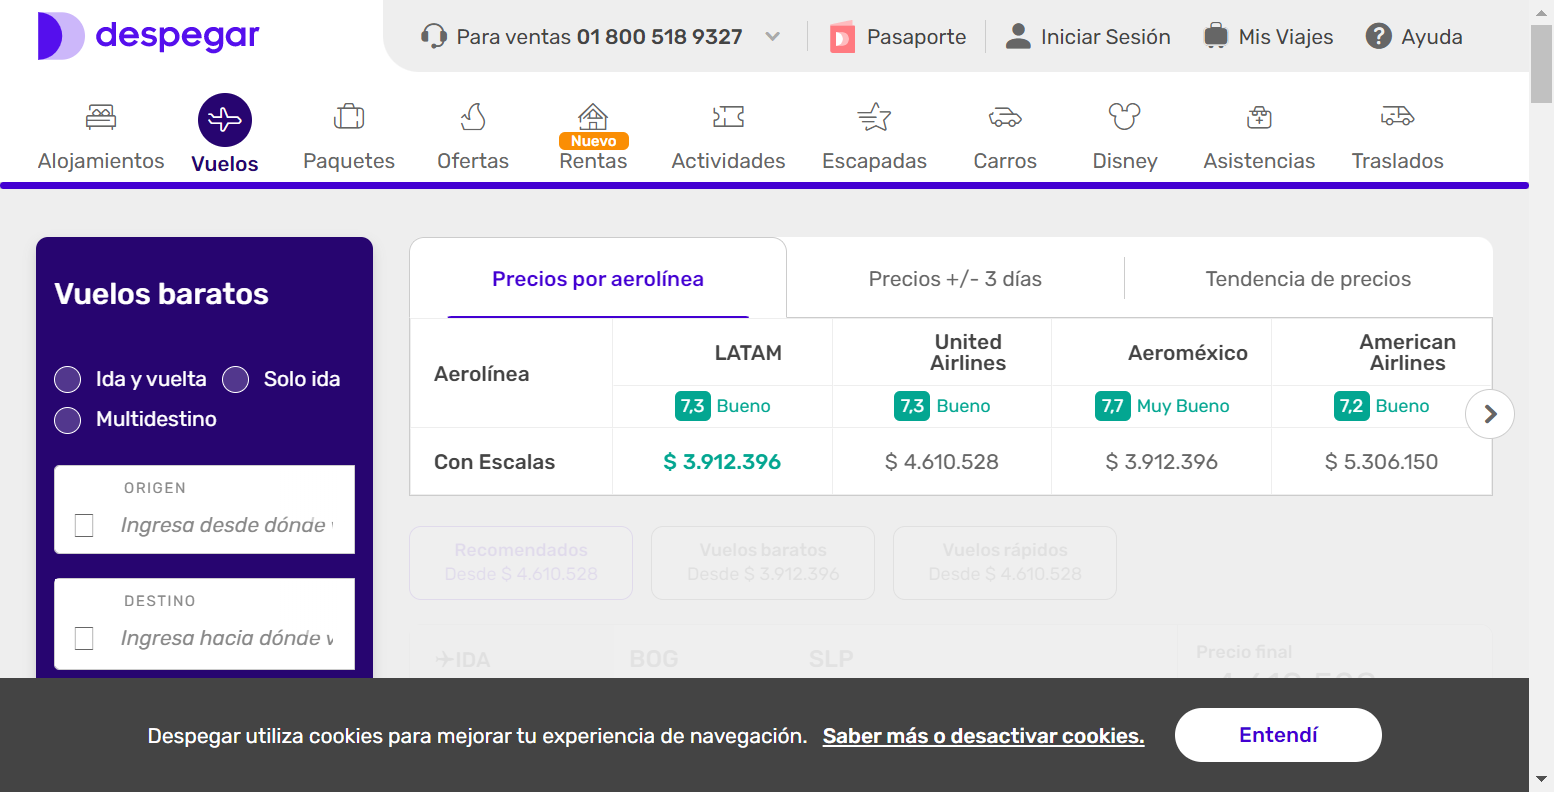 despegar
Para ventas 01 800 518 9327
Pasaporte
Iniciar Sesión
Mis Viajes
Ayuda
Alojamientos
Vuelos
Paquetes
Ofertas
Nuevo
Rentas
Actividades
Escapadas
Carros
Disney
Asistencias
Traslados
Vuelos baratos
Ida y vuelta
Solo ida
Multidestino
ORIGEN
Ingresa desde dónde
DESTINO
Ingresa hacia dónde
Precios por aerolínea
Precios +/- 3 días
Tendencia de precios
Aerolínea
LATAM
United
Airlines
Aeroméxico
American
Airlines
7,3 Bueno
7,3 Bueno
7,7 Muy Bueno
7,2 Bueno
Con Escalas
$ 3.912.396
$ 4.610.528
$ 3.912.396
$ 5.306.150
Recomendados
Desde $ 4.610.528
Vuelos baratos
Desde $ 3.912.396
Vuelos rápidos
Desde $ 4.610.528
IDA
BOG
SLP
Precio final
Despegar utiliza cookies para mejorar tu experiencia de navegación. Saber más o desactivar cookies.
Entendí